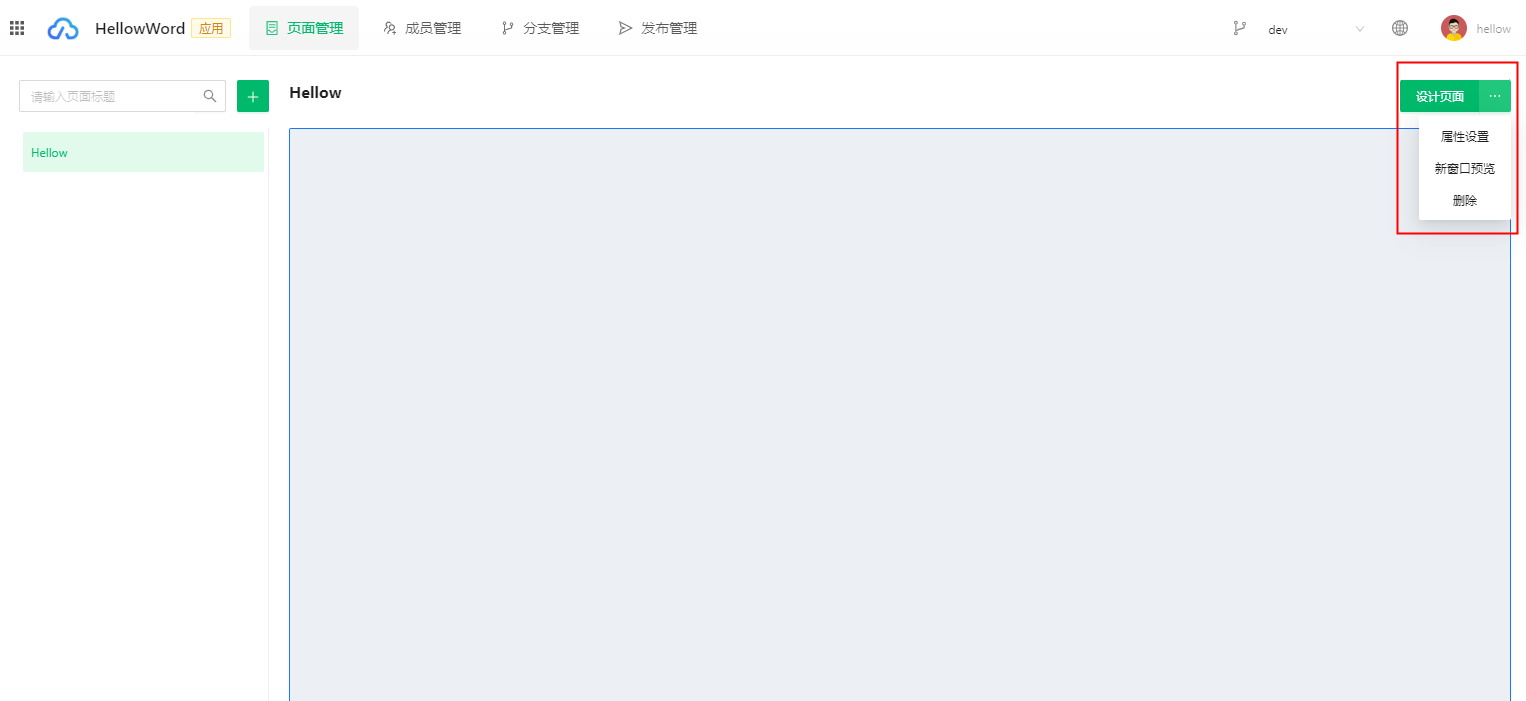 HellowWord 应用 页面管理 成员管理 分支管理 发布管理 dev hellow
请输入页面标题
Hellow
Hellow
设计页面 ···
属性设置
新窗口预览
删除